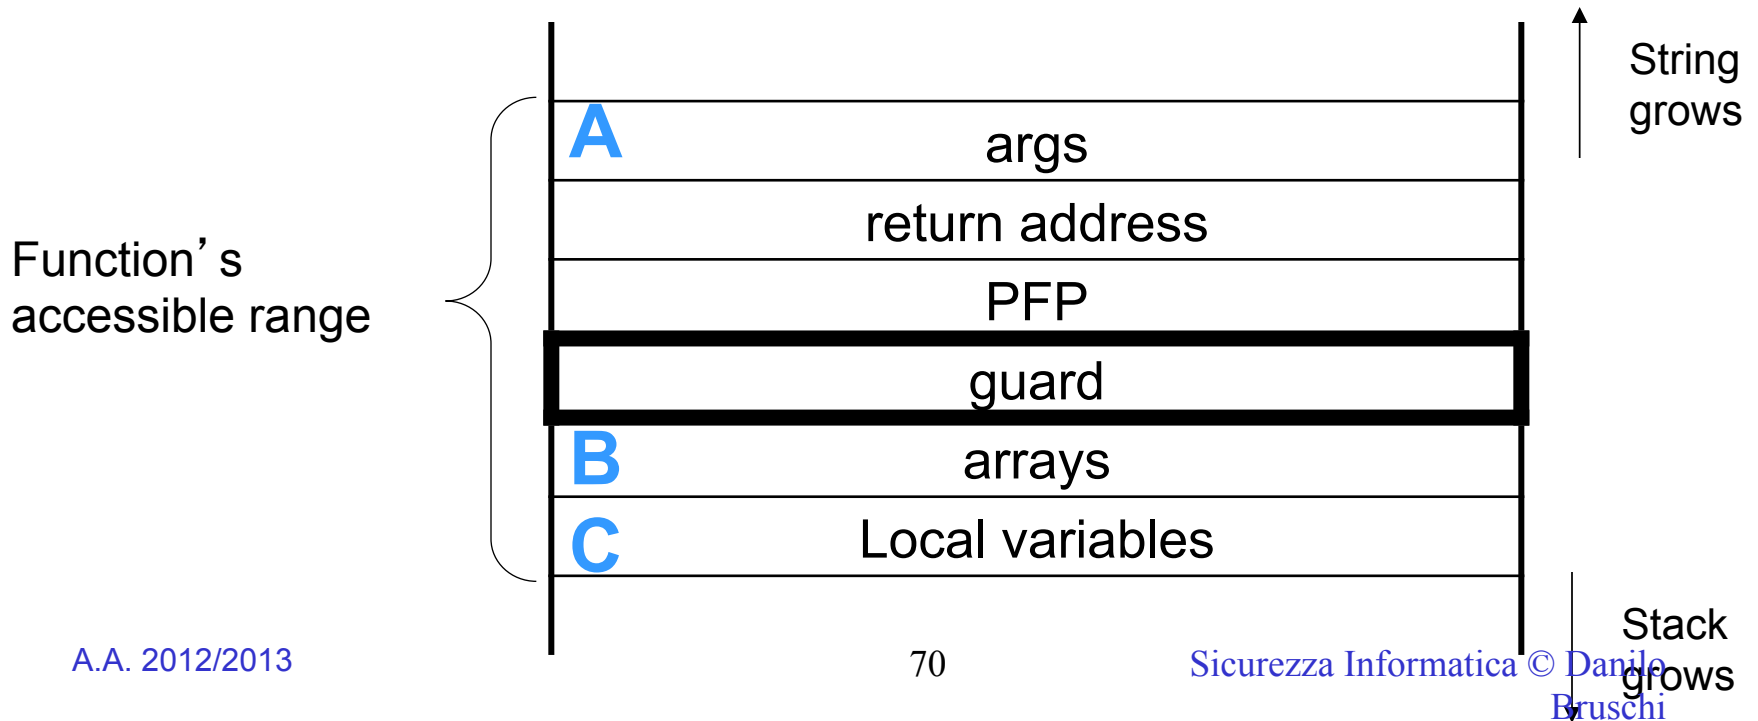 String
grows
A
args
return address
Function’s
accessible range
PFP
guard
B
arrays
C
Local variables
Stack
grows
A.A. 2012/2013
70
Sicurezza Informatica © Danilo
Bruschi